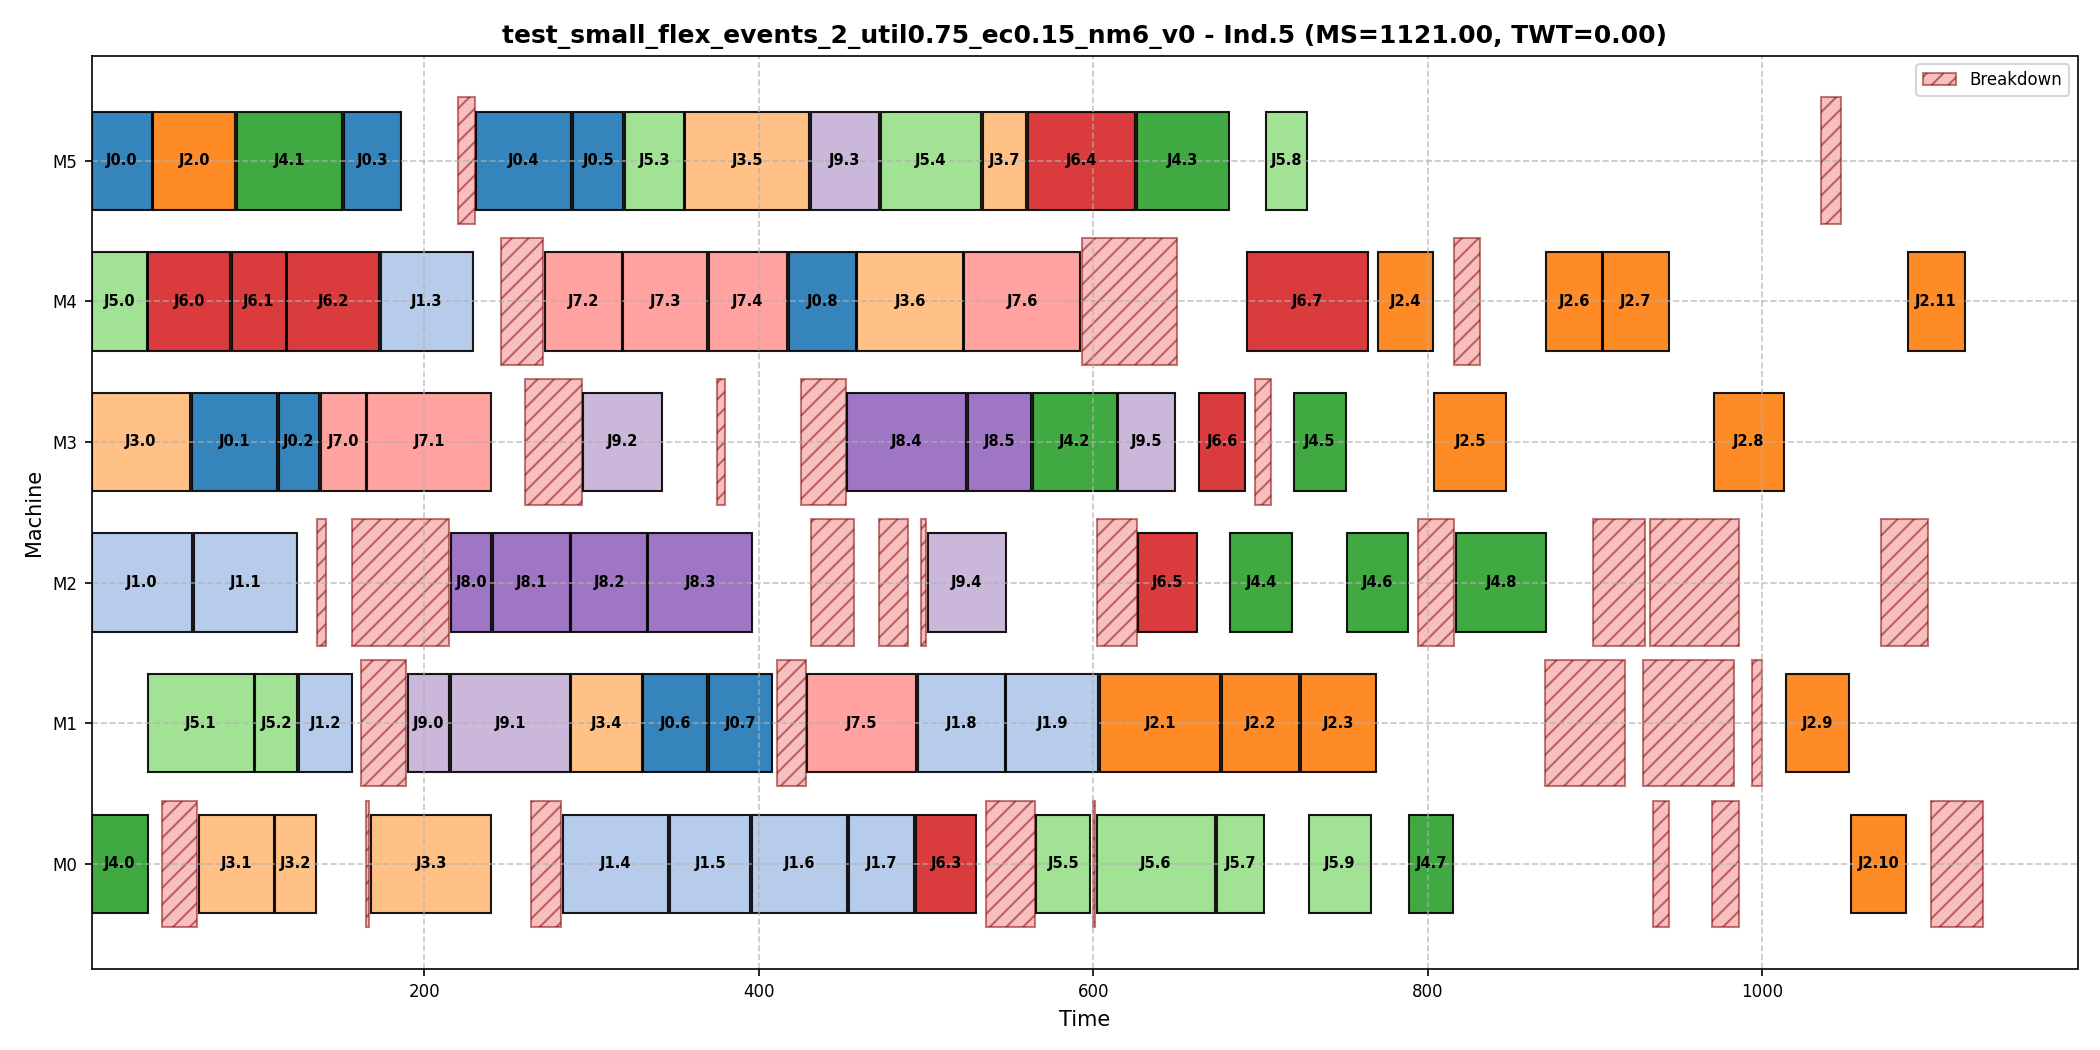 test_small_flex_events_2_util0.75_ec0.15_nm6_v0 - Ind.5 (MS=1121.00, TWT=0.00)
Breakdown
M5
J0.0 J2.0 J4.1 J0.3 J0.4 J0.5 J5.3 J3.5 J9.3 J5.4 J3.7 J6.4 J4.3 J5.8
M4
J5.0 J6.0 J6.1 J6.2 J1.3 J7.2 J7.3 J7.4 J0.8 J3.6 J7.6 J6.7 J2.4 J2.6 J2.7 J2.11
M3
J3.0 J0.1 J0.2 J7.0 J7.1 J9.2 J8.4 J8.5 J4.2 J9.5 J6.6 J4.5 J2.5 J2.8
M2
J1.0 J1.1 J8.0 J8.1 J8.2 J8.3 J9.4 J6.5 J4.4 J4.6 J4.8
M1
J5.1 J5.2 J1.2 J9.0 J9.1 J3.4 J0.6 J0.7 J7.5 J1.8 J1.9 J2.1 J2.2 J2.3 J2.9
M0
J4.0 J3.1 J3.2 J3.3 J1.4 J1.5 J1.6 J1.7 J6.3 J5.5 J5.6 J5.7 J5.9 J4.7 J2.10
Machine
200 400 600 800 1000
Time